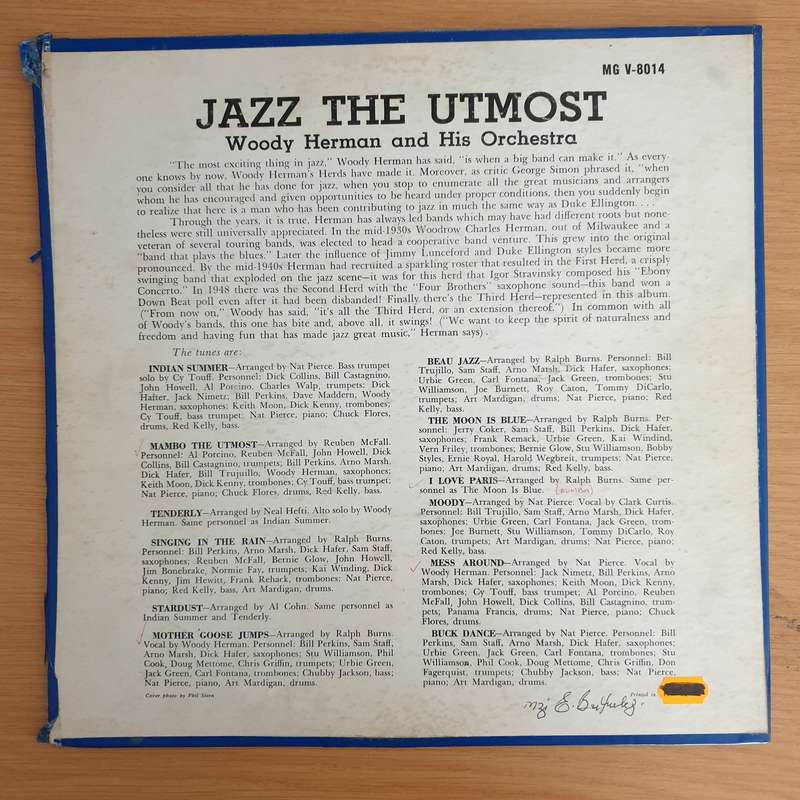 MG V-8014
JAZZ THE UTMOST
Woody Herman and His Orchestra
"The most exciting thing in jazz," Woody Herman has said, "is when a big band can make it." As every-
one knows by now, Woody Herman's Herds have made it. Moreover, as critic George Simon phrased it, "when
you consider all that he has done for jazz, when you stop to enumerate all the great musicians and arrangers
whom he has encouraged and given opportunities to be heard under proper conditions, then you suddenly begin
to realize that here is a man who has been contributing to jazz in much the same way as Duke Ellington. . . .
Through the years, it is true, Herman has always led bands which may have had different roots but none-
theless were still universally appreciated. In the mid-1930s Woodrow Charles Herman, out of Milwaukee and a
veteran of several touring bands, was elected to head a cooperative band venture. This grew into the original
"band that plays the blues." Later the influence of Jimmy Lunceford and Duke Ellington styles became more
pronounced. By the mid-1940s Herman had recruited a sparkling roster that resulted in the First Herd, a crisply
swinging band that exploded on the jazz scene—it was for this herd that Igor Stravinsky composed his "Ebony
Concerto." In 1948 there was the Second Herd with the "Four Brothers" saxophone sound—this band won a
Down Beat poll even after it had been disbanded! Finally there's the Third Herd—represented in this album.
("From now on," Woody has said, "it's all the Third Herd, or an extension thereof.") In common with all
of Woody's bands, this one has bite and, above all, it swings! ("We want to keep the spirit of naturalness and
freedom and having fun that has made jazz great music," Herman says).
The tunes are:
INDIAN SUMMER—Arranged by Nat Pierce. Bass trumpet
solo by Cy Touff. Personnel: Dick Collins, Bill Castagnino,
John Howell, Al Porcino, Charles Walp, trumpets; Dick
Hafter, Jack Nimetz, Bill Perkins, Dave Maddern, Woody
Herman, saxophones; Keith Moon, Dick Kenny, trombones;
Cy Touff, bass trumpet; Nat Pierce, piano; Chuck Flores,
drums, Red Kelly, bass.
MAMBO THE UTMOST—Arranged by Reuben McFall.
Personnel: Al Porcino, Reuben McFall, John Howell, Dick
Collins, Bill Castagnino, trumpets; Bill Perkins, Arno Marsh,
Dick Hafer, Bill Trujuillo, Woody Herman, saxophones;
Keith Moon, Dick Kenny, trombones; Cy Touff, bass trumpet;
Nat Pierce, piano; Chuck Flores, drums, Red Kelly, bass.
TENDERLY—Arranged by Neal Hefti. Alto solo by Woody
Herman. Same personnel as Indian Summer.
SINGING IN THE RAIN—Arranged by Ralph Burns.
Personnel: Bill Perkins, Arno Marsh, Dick Hafer, Sam Staff,
saxophones; Reuben McFall, Bernie Glow, John Howell,
Jim Bonebrake, Normie Fay, trumpets; Kai Winding, Dick
Kenny, Jim Hewitt, Frank Rehack, trombones; Nat Pierce,
piano; Red Kelly, bass, Art Mardigan, drums.
STARDUST—Arranged by Al Cohn. Same personnel as
Indian Summer and Tenderly.
MOTHER GOOSE JUMPS—Arranged by Ralph Burns.
Vocal by Woody Herman. Personnel: Bill Perkins, Sam Staff,
Arno Marsh, Dick Hafer, saxophones; Stu Williamson, Phil
Cook, Doug Mettome, Chris Griffin, trumpets; Urbie Green,
Jack Green, Carl Fontana, trombones; Chubby Jackson, bass;
Nat Pierce, piano; Art Mardigan, drums.
Cover photo by Phil Stern
BEAU JAZZ—Arranged by Ralph Burns. Personnel: Bill
Trujillo, Sam Staff, Arno Marsh, Dick Hafer, saxophones;
Urbie Green, Carl Fontana, Jack Green, trombones; Stu
Williamson, Joe Burnett, Roy Caton, Tommy DiCarlo,
trumpets; Art Mardigan, drums; Nat Pierce, piano; Red
Kelly, bass.
THE MOON IS BLUE—Arranged by Ralph Burns. Per-
sonnel: Jerry Coker, Sam Staff, Bill Perkins, Dick Hafer,
saxophones; Frank Remack, Urbie Green, Kai Windind,
Vern Friley, trombones; Bernie Glow, Stu Williamson, Bobby
Styles, Ernie Royal, Harold Wegbreit, trumpets; Nat Pierce,
piano; Art Mardigan, drums; Red Kelly, bass.
I LOVE PARIS—Arranged by Ralph Burns. Same per-
sonnel as The Moon Is Blue.
MOODY—Arranged by Nat Pierce. Vocal by Clark Curtis.
Personnel: Bill Trujillo, Sam Staff, Arno Marsh, Dick Hafer,
saxophones; Urbie Green, Carl Fontana, Jack Green, trom-
bones; Joe Burnett, Stu Williamson, Tommy DiCarlo, Roy
Caton, trumpets; Art Mardigan, drums; Nat Pierce, piano;
Red Kelly, bass.
MESS AROUND—Arranged by Nat Pierce. Vocal by
Woody Herman. Personnel: Jack Nimetz, Bill Perkins, Arno
Marsh, Dick Hafer, saxophones; Keith Moon, Dick Kenny,
trombones; Cy Touff, bass trumpet; Al Porcino, Reuben
McFall, John Howell, Dick Collins, Bill Castagnino, trum-
pets; Panama Francis, drums; Nat Pierce, piano; Chuck
Flores, drums.
BUCK DANCE—Arranged by Nat Pierce. Personnel: Bill
Perkins, Sam Staff, Arno Marsh, Dick Hafer, saxophones;
Urbie Green, Jack Green, Carl Fontana, trombones; Stu
Williamson, Phil Cook, Doug Mettome, Chris Griffin, Don
Fagerquist, trumpets; Chubby Jackson, bass; Nat Pierce,
piano; Art Mardigan, drums.
Printed in